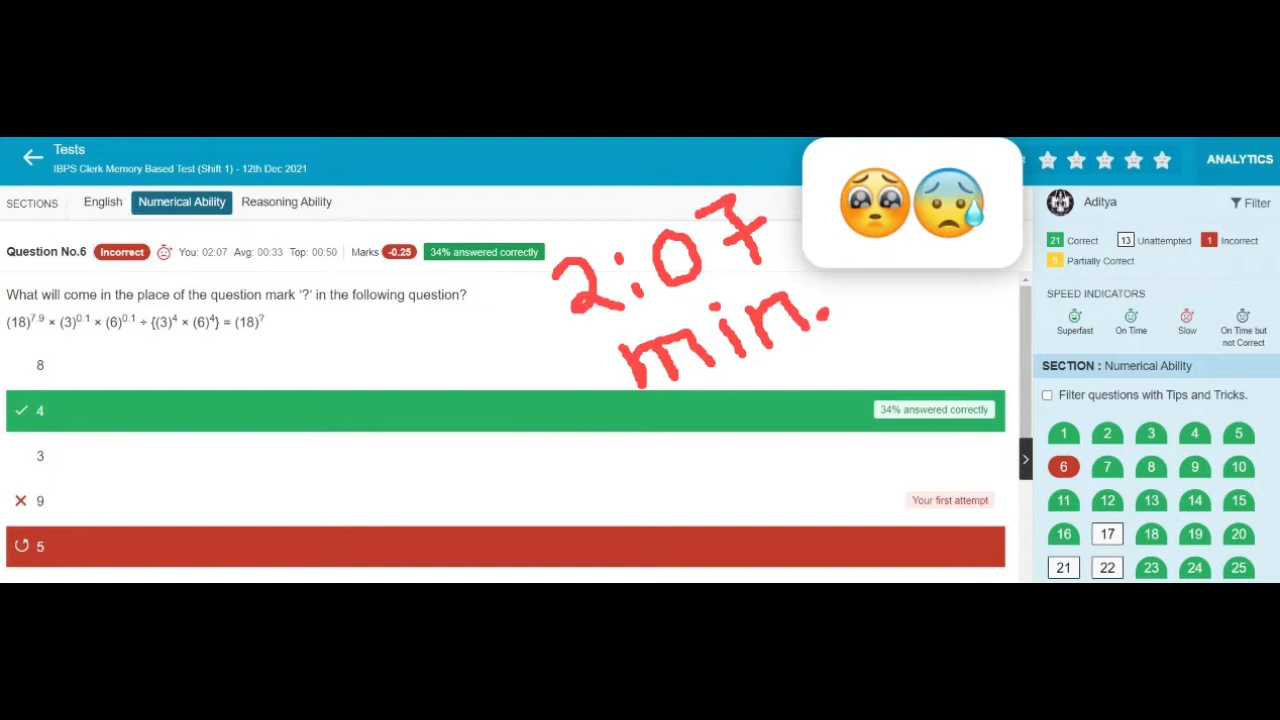 Tests
IBPS Clerk Memory Based Test (Shift 1) - 12th Dec 2021
ANALYTICS
SECTIONS English Numerical Ability Reasoning Ability
Aditya Filter
Question No.6 Incorrect You: 02:07 Avg: 00:33 Top: 00:50 Marks -0.25 34% answered correctly
21 Correct 13 Unattempted 1 Incorrect
0 Partially Correct
What will come in the place of the question mark '?' in the following question?
(18)^7.9 × (3)^0.1 × (6)^0.1 ÷ {(3)^4 × (6)^4} = (18)^?
2:07
min.
SPEED INDICATORS
Superfast On Time Slow On Time but
not Correct
8
SECTION : Numerical Ability
4 34% answered correctly
Filter questions with Tips and Tricks.
3
9 Your first attempt
5
1 2 3 4 5
6 7 8 9 10
11 12 13 14 15
16 17 18 19 20
21 22 23 24 25